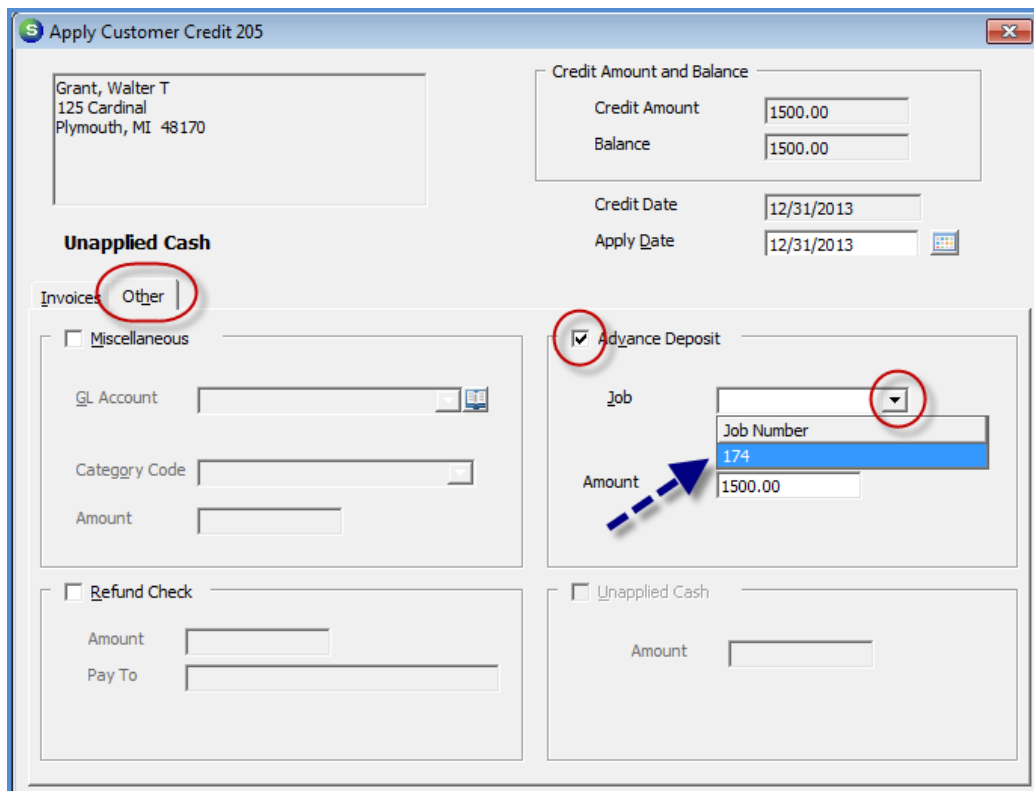 S Apply Customer Credit 205
Grant, Walter T
125 Cardinal
Plymouth, MI 48170
Credit Amount and Balance
Credit Amount 1500.00
Balance 1500.00
Credit Date 12/31/2013
Apply Date 12/31/2013
Unapplied Cash
Invoices Other
Miscellaneous
GL Account
Category Code
Amount
Advance Deposit
Job
Job Number
174
Amount 1500.00
Refund Check
Amount
Pay To
Unapplied Cash
Amount